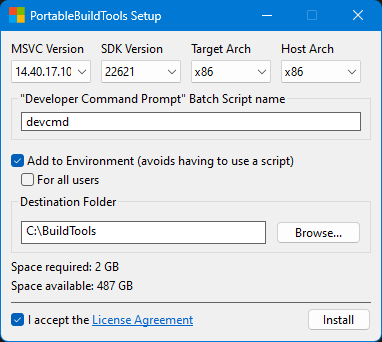 PortableBuildTools Setup
MSVC Version SDK Version Target Arch Host Arch
14.40.17.10 22621 x86 x86
"Developer Command Prompt" Batch Script name
devcmd
Add to Environment (avoids having to use a script)
For all users
Destination Folder
C:\BuildTools Browse...
Space required: 2 GB
Space available: 487 GB
I accept the License Agreement Install